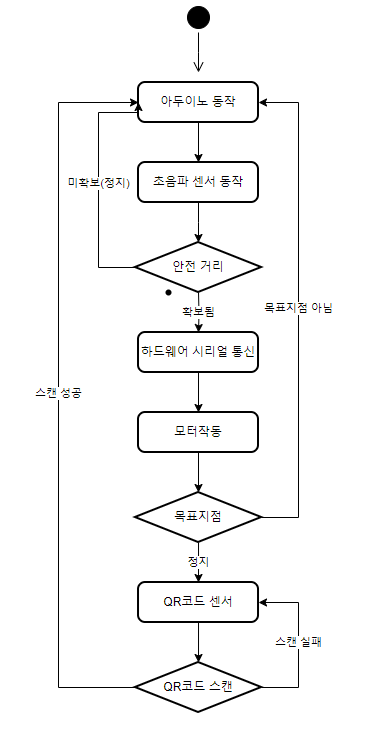 아두이노 동작
미확보(정지)
초음파 센서 동작
안전 거리
목표지점 아님
확보됨
하드웨어 시리얼 통신
스캔 성공
모터작동
목표지점
정지
QR코드 센서
스캔 실패
QR코드 스캔